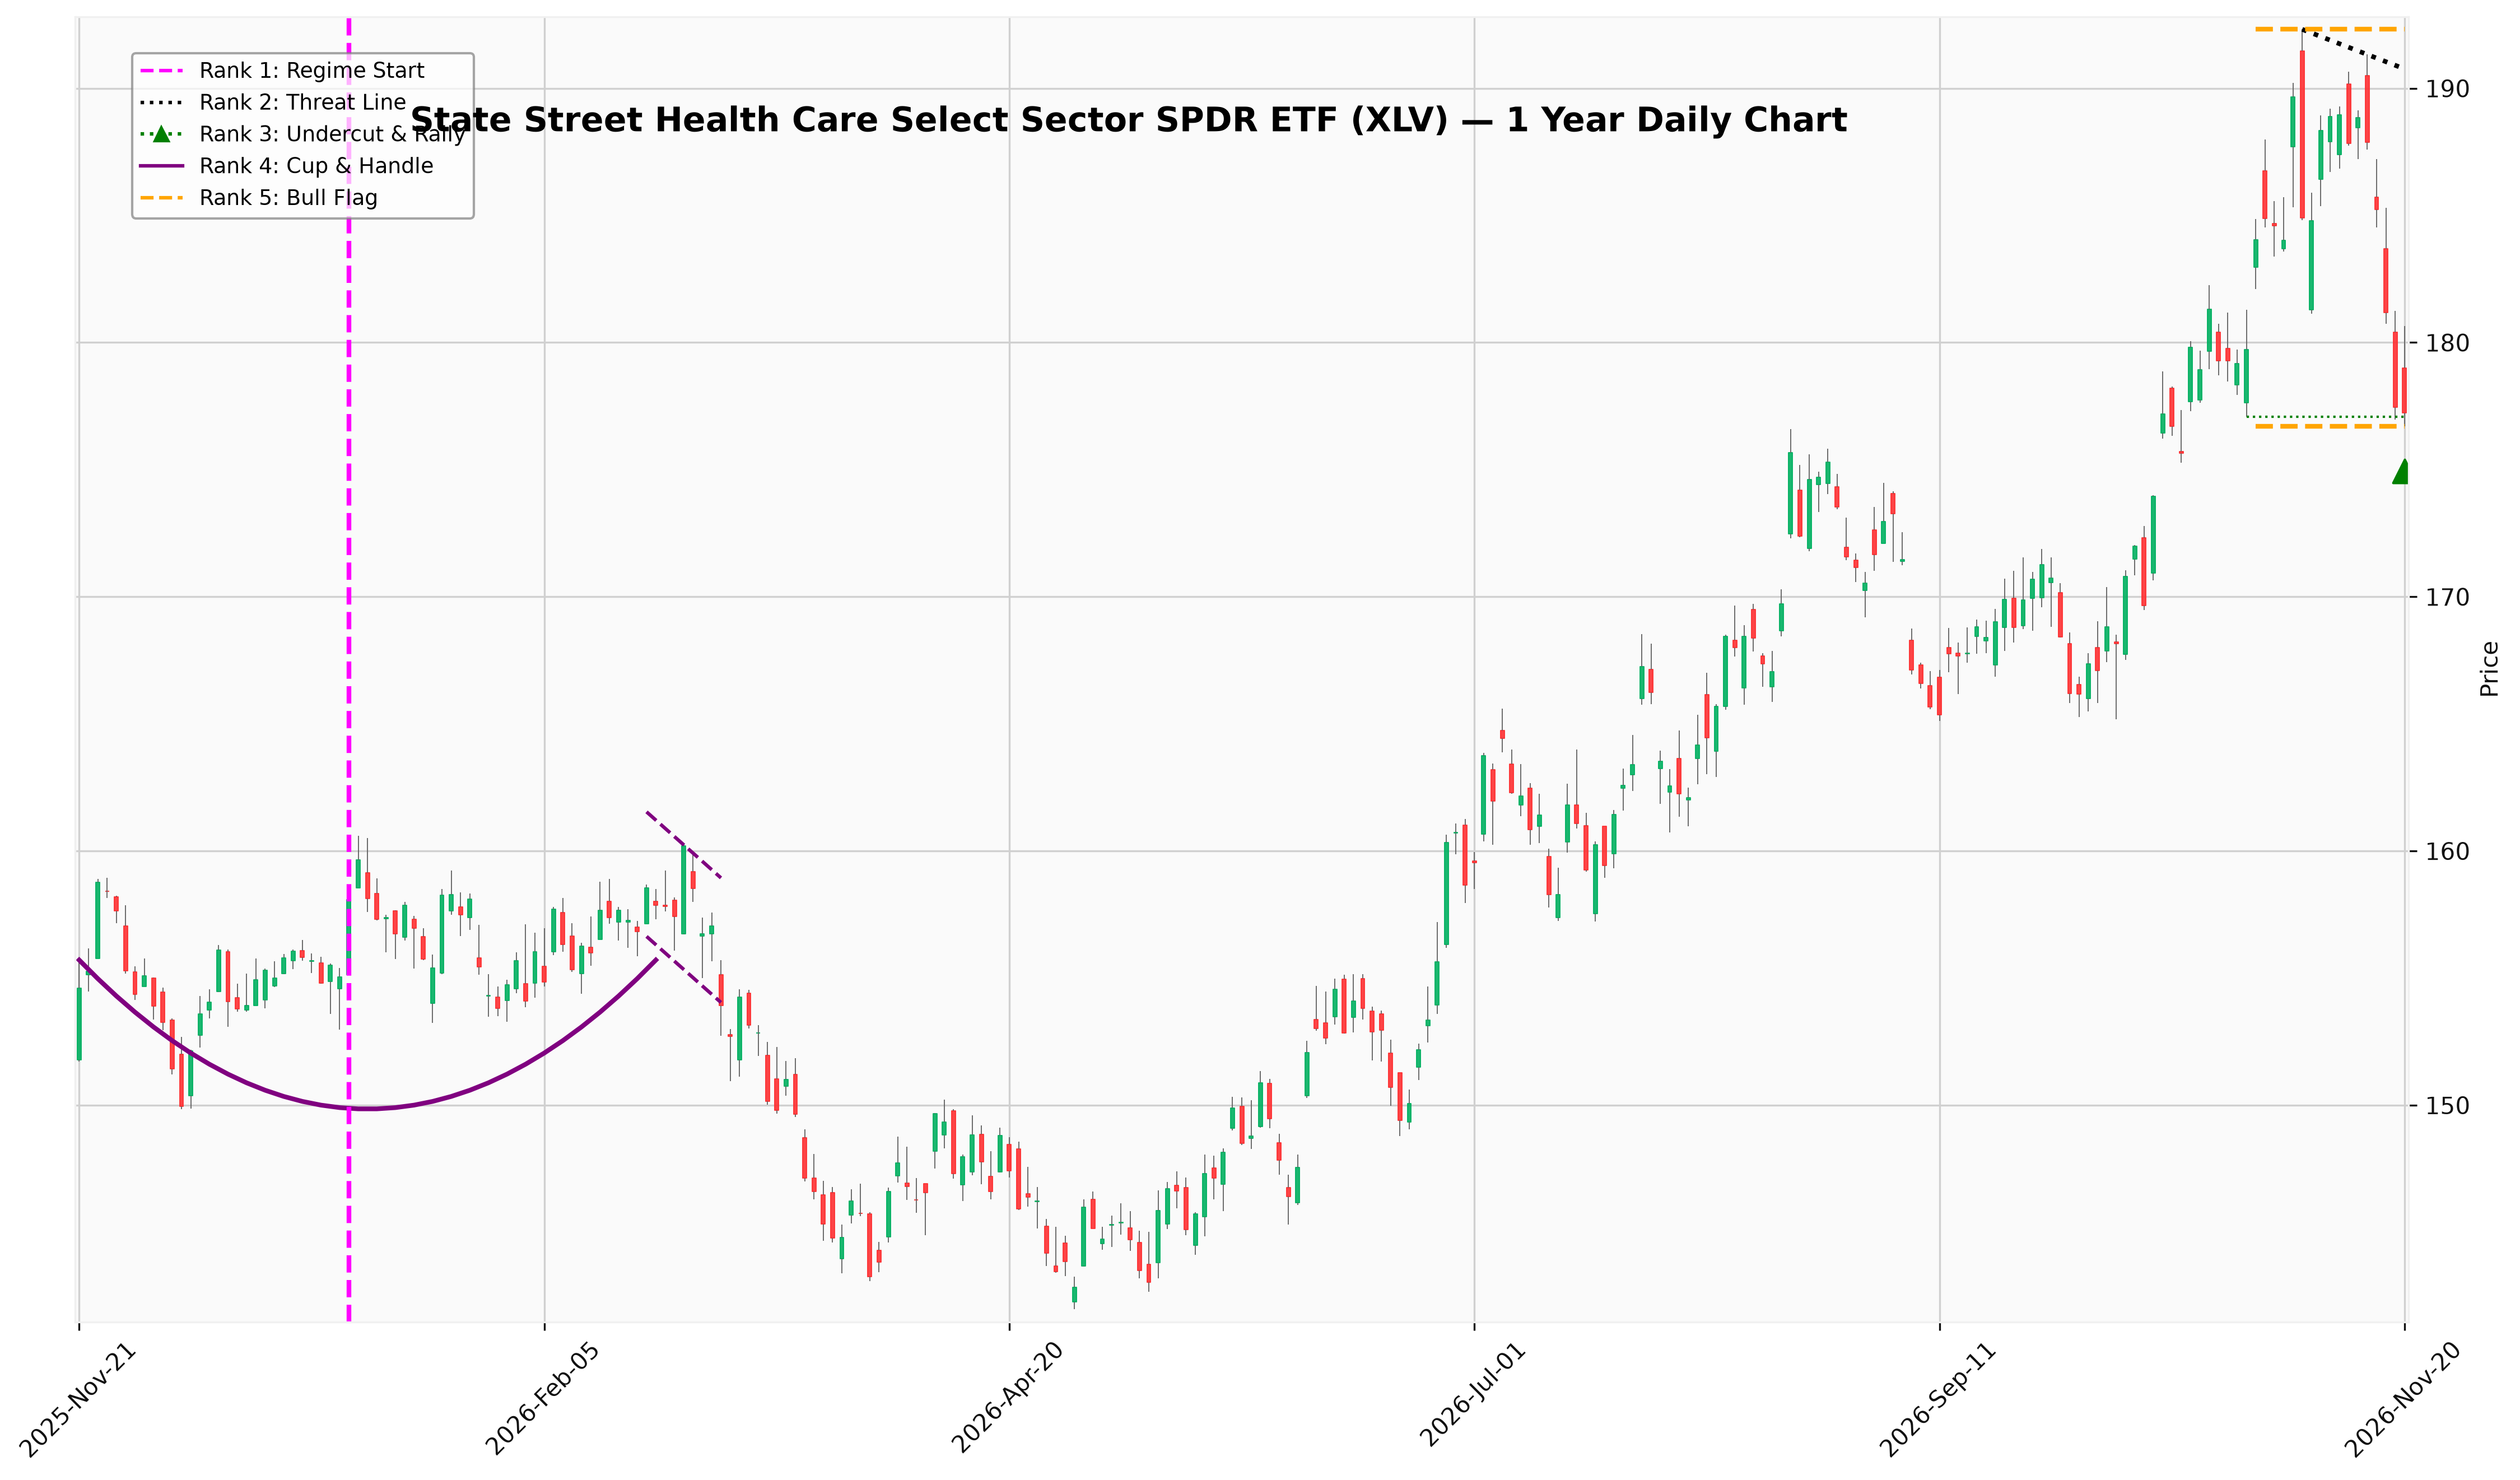 Rank 1: Regime Start
Rank 2: Threat Line
Rank 3: Undercut & Rally
Rank 4: Cup & Handle
Rank 5: Bull Flag
State Street Health Care Select Sector SPDR ETF (XLV) — 1 Year Daily Chart
190
180
170
160
150
Price
2025-Nov-21
2026-Feb-05
2026-Apr-20
2026-Jul-01
2026-Sep-11
2026-Nov-20